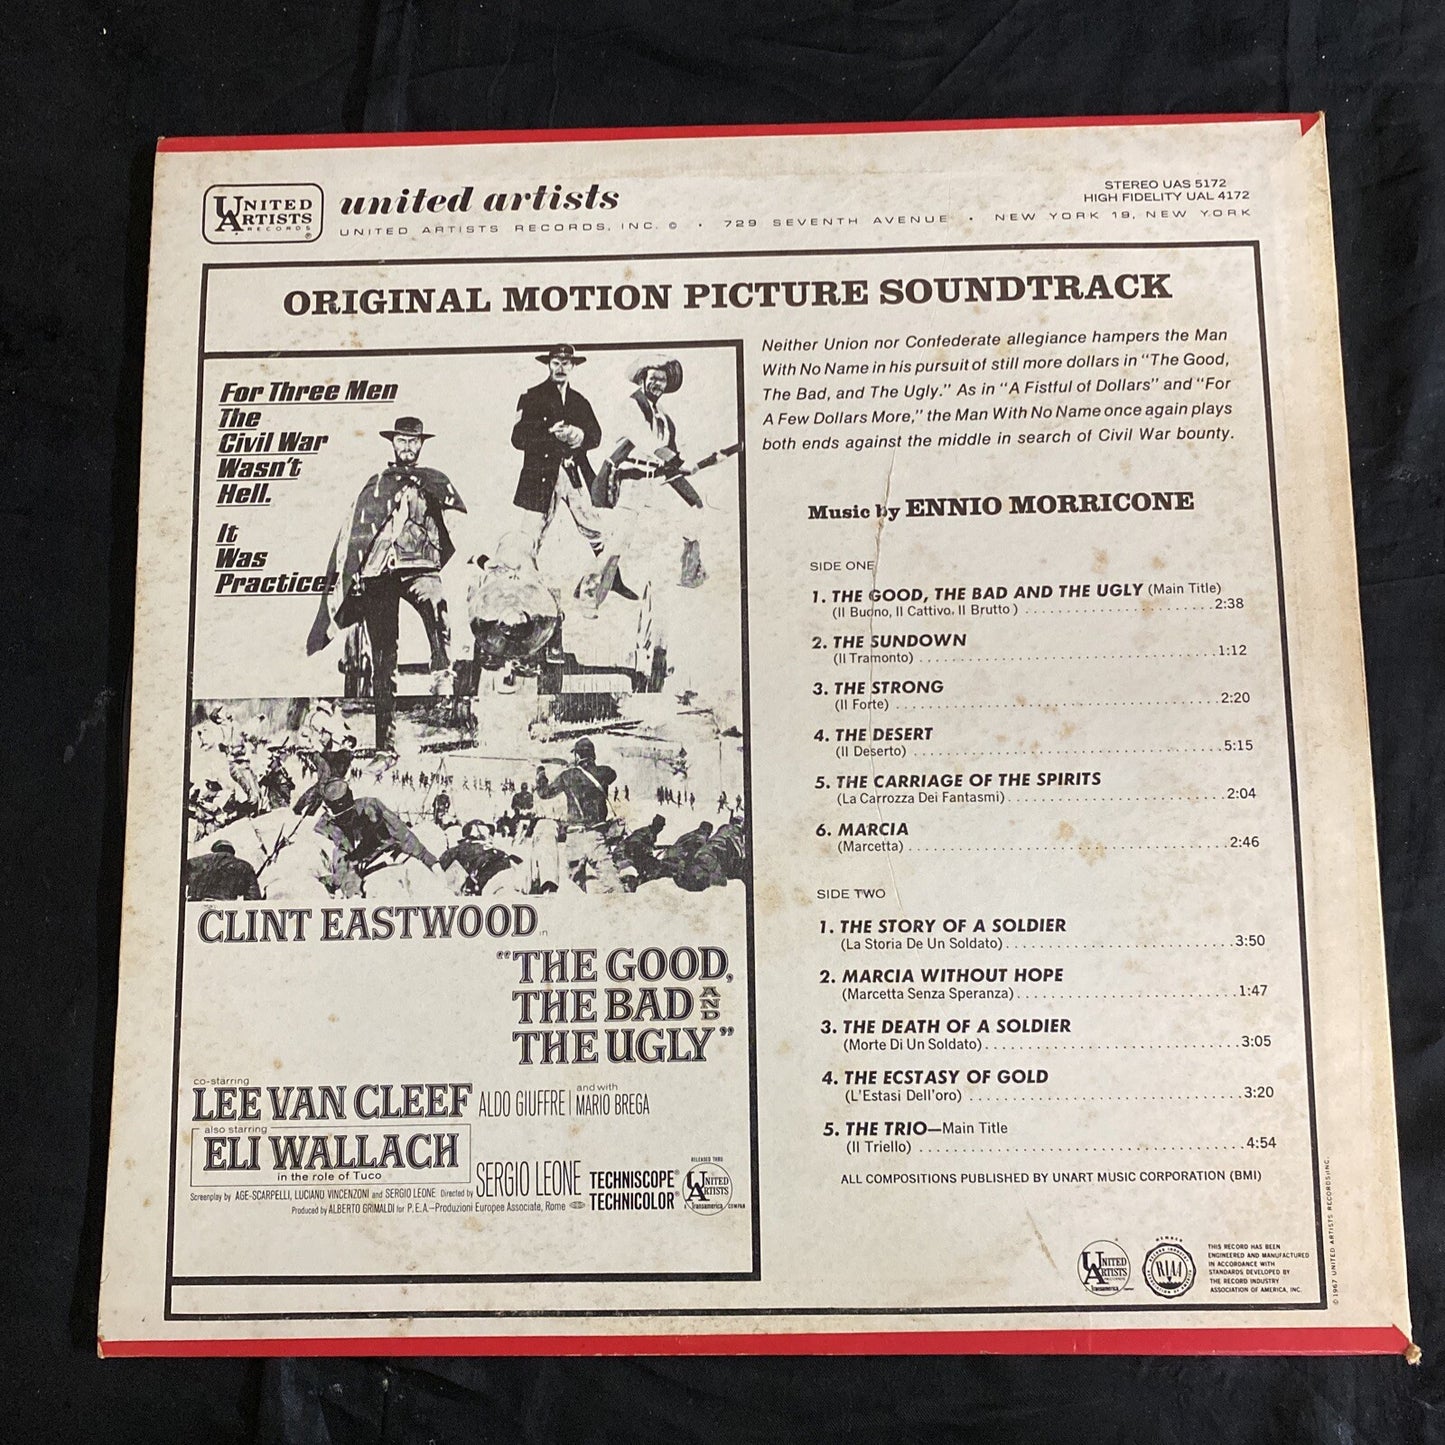 UNITED
ARTISTS
RECORDS
®
united artists
UNITED ARTISTS RECORDS, INC. © • 729 SEVENTH AVENUE • NEW YORK 19, NEW YORK
STEREO UAS 5172
HIGH FIDELITY UAL 4172
ORIGINAL MOTION PICTURE SOUNDTRACK
For Three Men
The
Civil War
Wasn't
Hell.
It
Was
Practice!
CLINT EASTWOOD in
"THE GOOD,
THE BAD AND
THE UGLY"
co-starring
LEE VAN CLEEF ALDO GIUFFRE | and with MARIO BREGA
also starring
ELI WALLACH
in the role of Tuco
SERGIO LEONE
TECHNISCOPE®
TECHNICOLOR®
RELEASED THRU
UNITED
ARTISTS
Transamerica
Screenplay by AGE-SCARPELLI, LUCIANO VINCENZONI and SERGIO LEONE Directed by
Produced by ALBERTO GRIMALDI for P.E.A.—Produzioni Europee Associate, Rome
Neither Union nor Confederate allegiance hampers the Man
With No Name in his pursuit of still more dollars in "The Good,
The Bad, and The Ugly." As in "A Fistful of Dollars" and "For
A Few Dollars More," the Man With No Name once again plays
both ends against the middle in search of Civil War bounty.
Music by ENNIO MORRICONE
SIDE ONE
1. THE GOOD, THE BAD AND THE UGLY (Main Title)
(Il Buono, Il Cattivo, Il Brutto) ........................2:38
2. THE SUNDOWN
(Il Tramonto) ....................................1:12
3. THE STRONG
(Il Forte) .......................................2:20
4. THE DESERT
(Il Deserto) .....................................5:15
5. THE CARRIAGE OF THE SPIRITS
(La Carrozza Dei Fantasmi)..........................2:04
6. MARCIA
(Marcetta) ......................................2:46
SIDE TWO
1. THE STORY OF A SOLDIER
(La Storia De Un Soldato)...........................3:50
2. MARCIA WITHOUT HOPE
(Marcetta Senza Speranza)..........................1:47
3. THE DEATH OF A SOLDIER
(Morte Di Un Soldato)..............................3:05
4. THE ECSTASY OF GOLD
(L'Estasi Dell'oro) ................................3:20
5. THE TRIO—Main Title
(Il Triello) .......................................4:54
ALL COMPOSITIONS PUBLISHED BY UNART MUSIC CORPORATION (BMI)
UNITED
ARTISTS
RECORDS
Transamerica
MEMBER
RIAA
THIS RECORD HAS BEEN
ENGINEERED AND MANUFACTURED
IN ACCORDANCE WITH
STANDARDS DEVELOPED BY
THE RECORD INDUSTRY
ASSOCIATION OF AMERICA, INC.
©1967 UNITED ARTISTS RECORDS, INC.